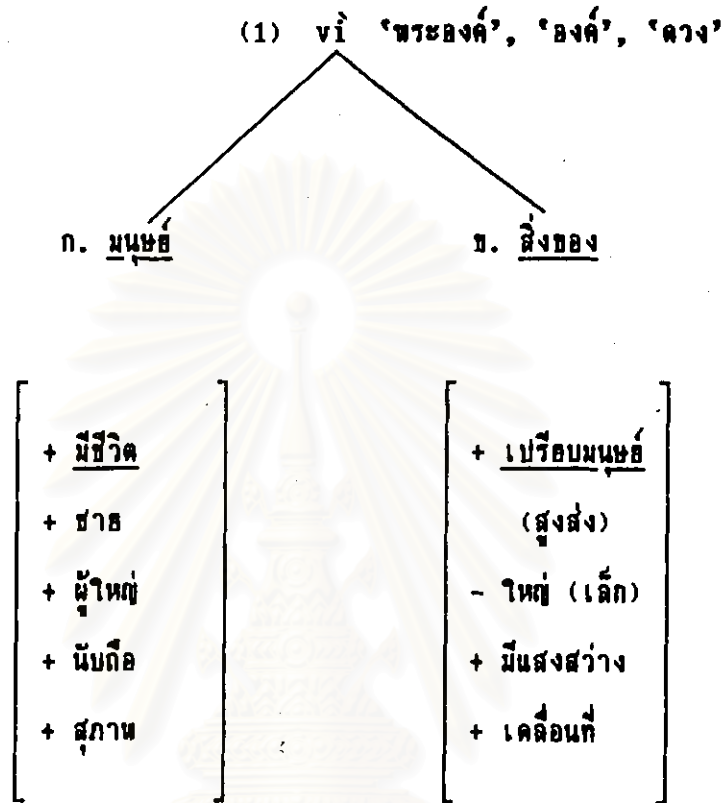 (1) vì ‘พระองค์’, ‘องค์’, ‘ดวง’
ก. มนุษย์ ข. สิ่งของ
+ มีชีวิต + เปรียบมนุษย์
+ ชาย (สูงส่ง)
+ ผู้ใหญ่ - ใหญ่ (เล็ก)
+ นับถือ + มีแสงสว่าง
+ สุภาพ + เคลื่อนที่